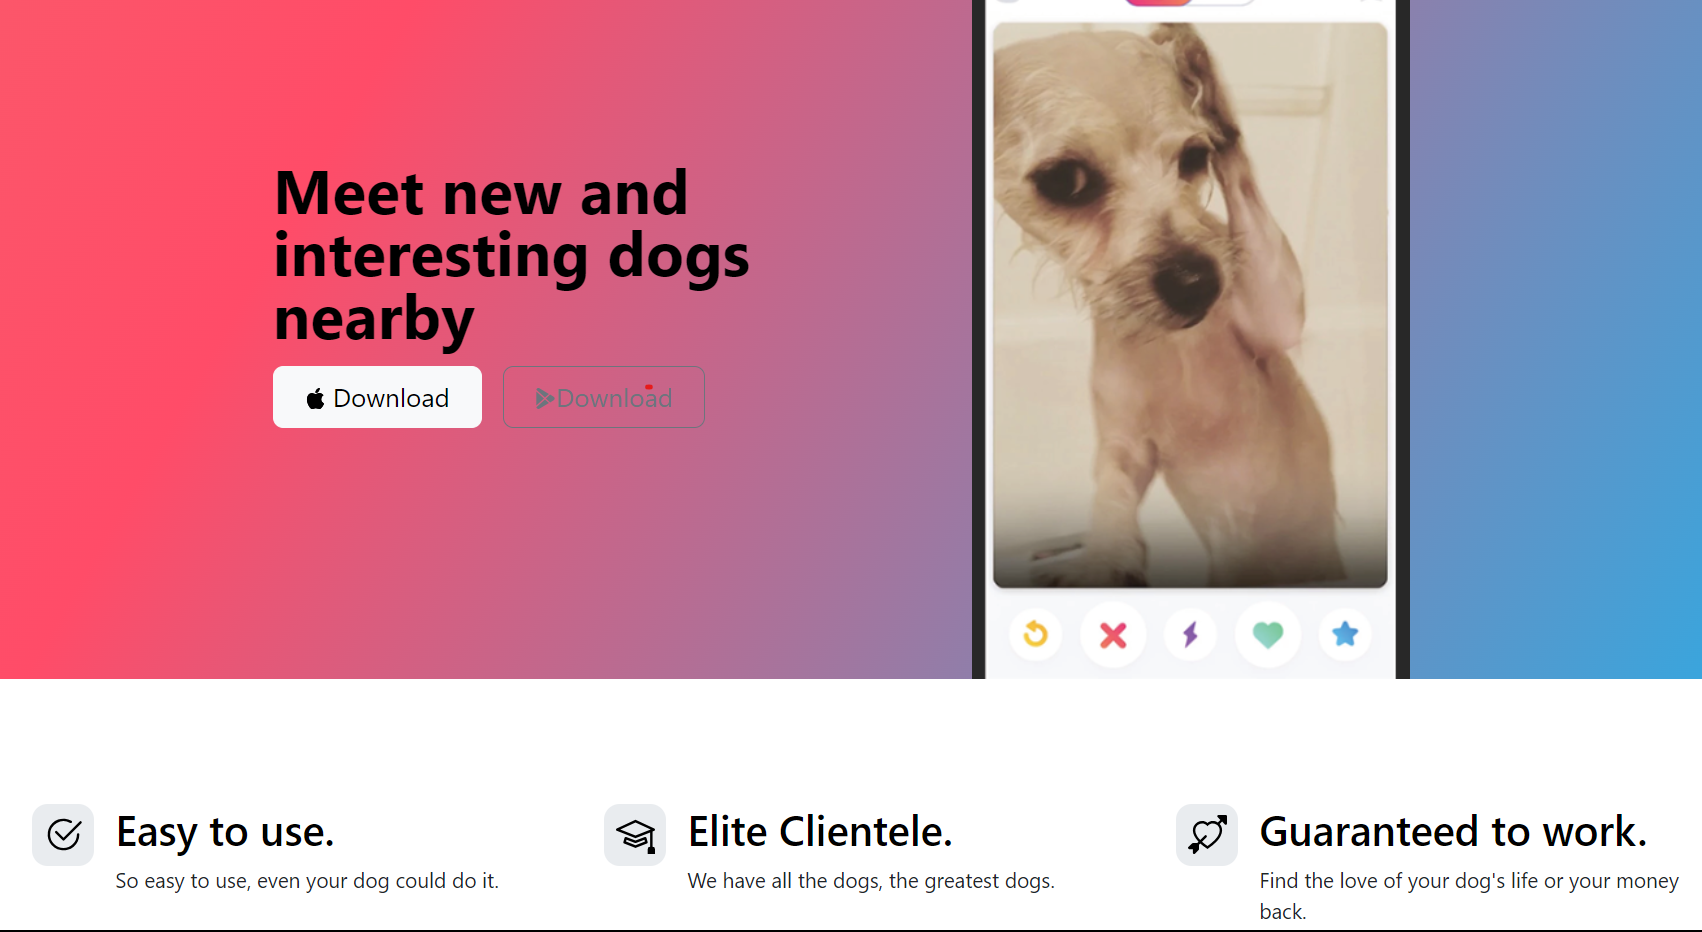 Meet new and
interesting dogs
nearby
Download
Download
Easy to use.
So easy to use, even your dog could do it.
Elite Clientele.
We have all the dogs, the greatest dogs.
Guaranteed to work.
Find the love of your dog's life or your money
back.